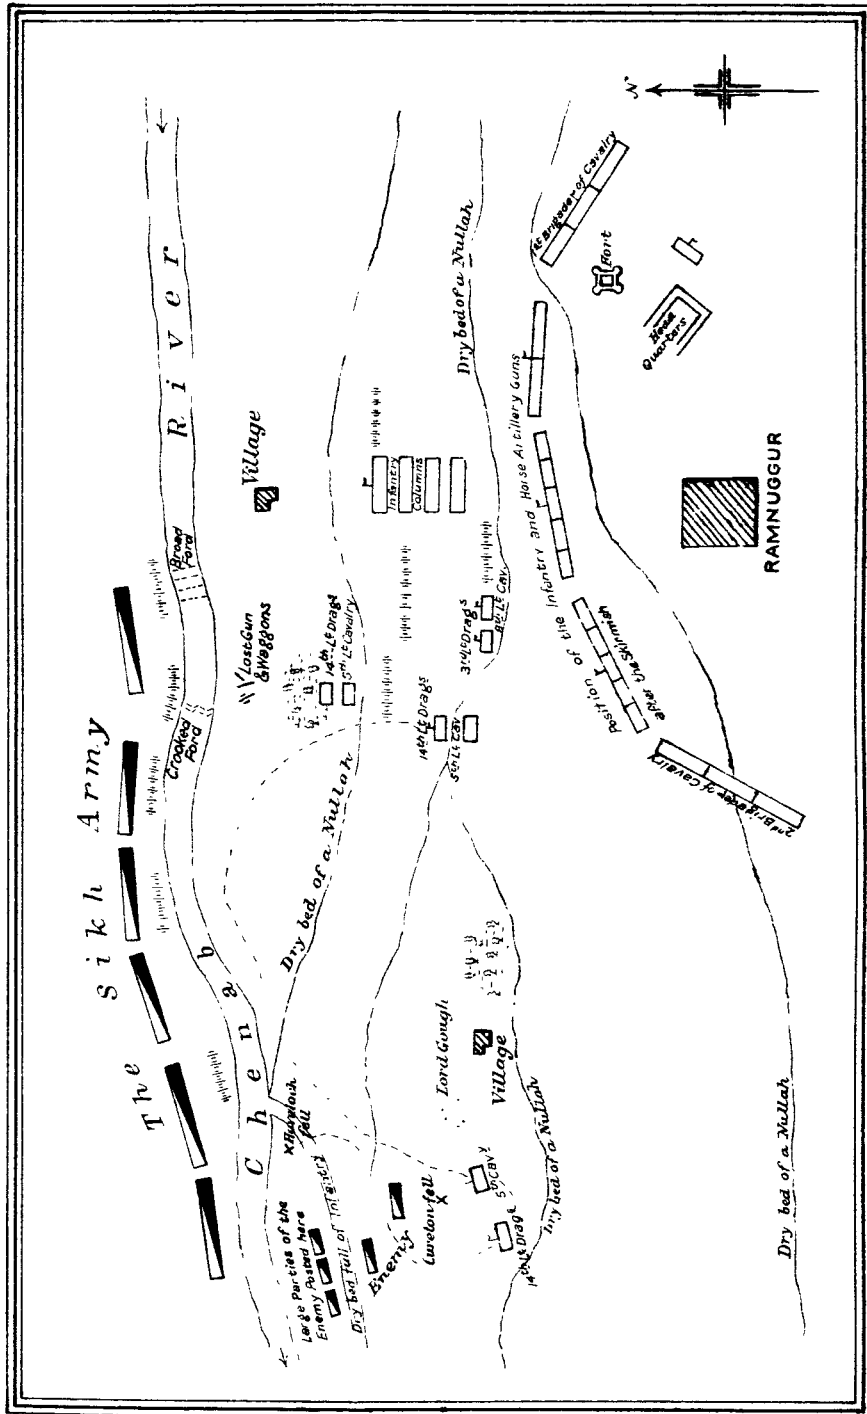 The Sikh Army
Chenab River
Crooked
Ford
Broad
Ford
Village
Lost Gun
& Waggons
14th Lt Drags
5th Lt Cavalry
Dry bed of a Nullah
Large Parties of the
Enemy Posted here
Dry bed Full of Infantry
x Havelock
fell
Enemy
Cureton fell
x
Lord Gough
Village
14th Lt Drags
5th Cavy
Dry bed of a Nullah
14th Lt Drags
5th Lt Cav
3rd Lt Drags
8th Lt Cav.
Infantry
Columns
Dry bed of a Nullah
1st Brigade of Cavalry
Position of the Infantry and Horse Artillery Guns
after the Skirmish
2nd Brigade of Cavalry
Fort
Head
Quarters
RAMNUGGUR
Dry bed of a Nullah
N